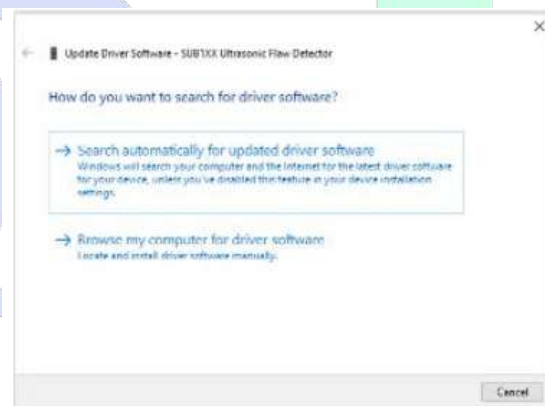 Update Driver Software - SUB1XX Ultrasonic Flaw Detector
How do you want to search for driver software?
Search automatically for updated driver software
Windows will search your computer and the Internet for the latest driver software
for your device, unless you've disabled this feature in your device installation
settings.
Browse my computer for driver software
Locate and install driver software manually.
Cancel